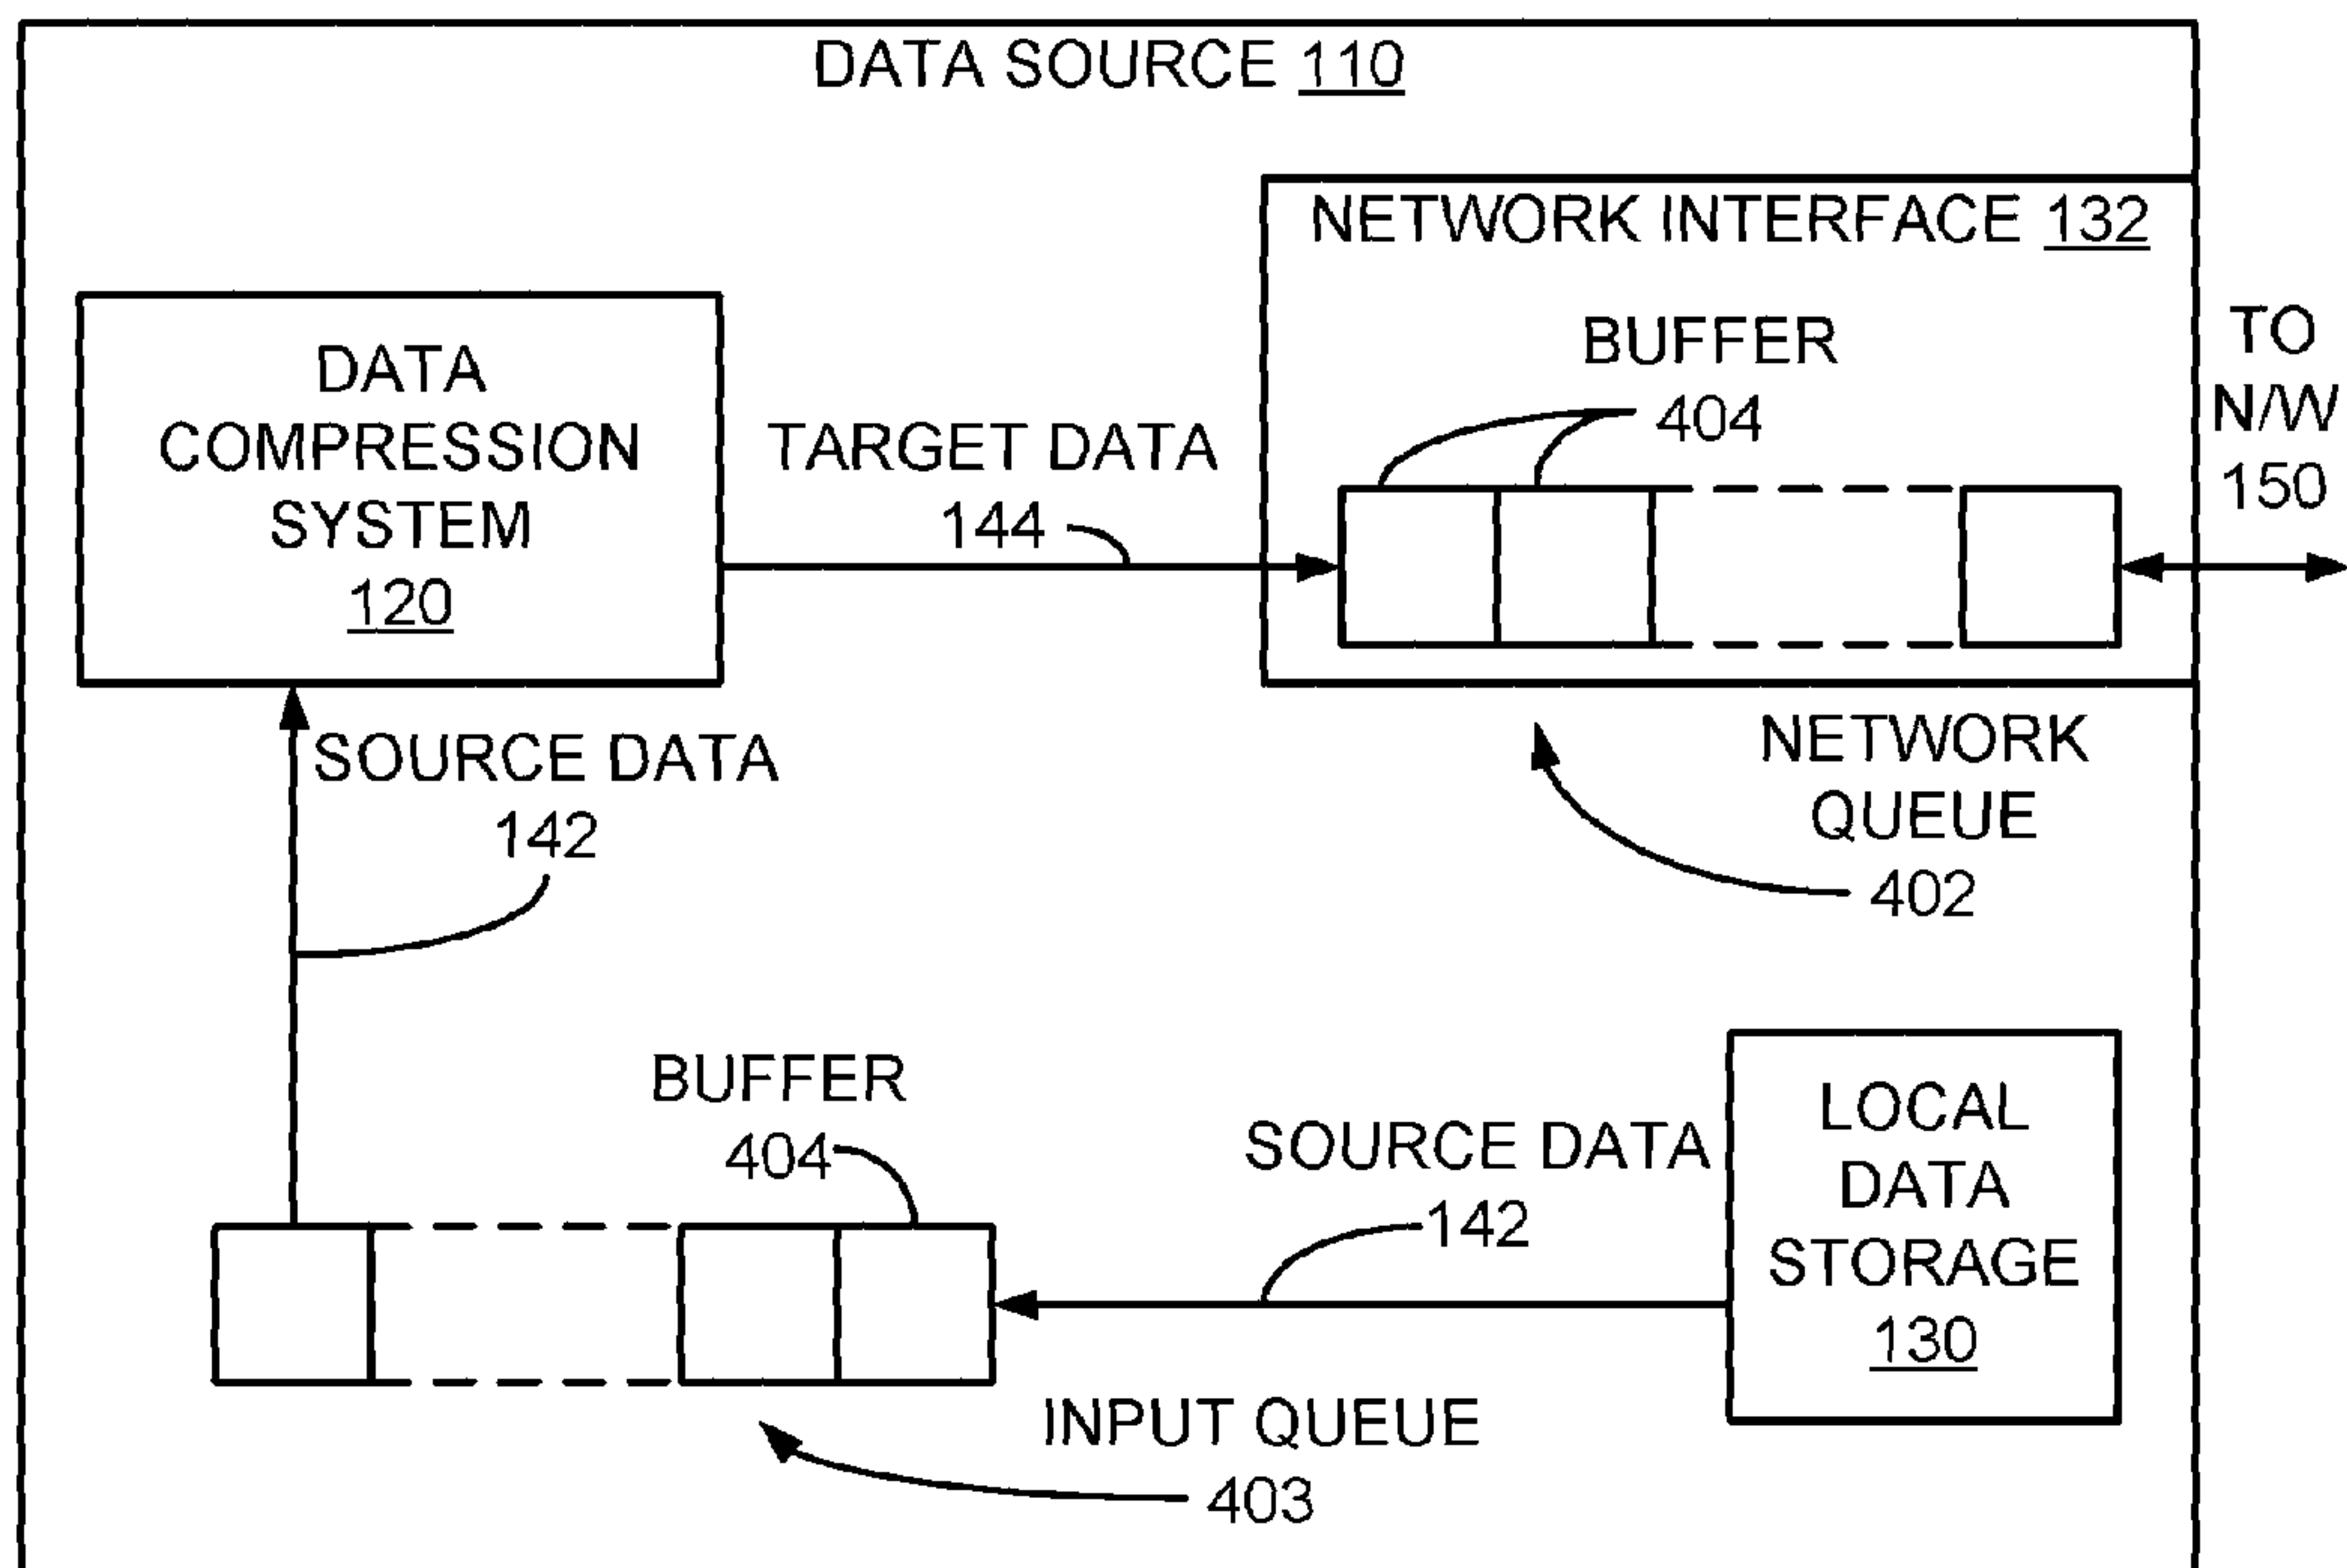 DATA SOURCE 110
NETWORK INTERFACE 132
DATA
COMPRESSION
SYSTEM
120
TARGET DATA
144
BUFFER
404
TO
N/W
150
SOURCE DATA
142
NETWORK
QUEUE
402
BUFFER
404
SOURCE DATA
142
LOCAL
DATA
STORAGE
130
INPUT QUEUE
403